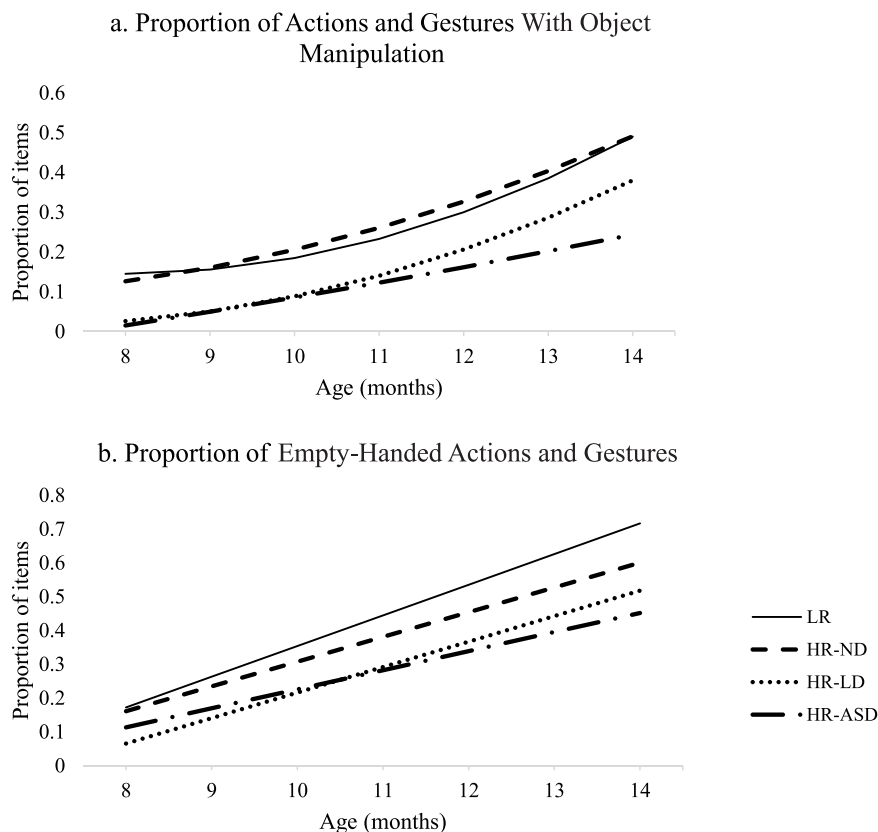 a. Proportion of Actions and Gestures With Object
Manipulation
0.6
0.5
0.4
0.3
0.2
0.1
0
Proportion of items
8 9 10 11 12 13 14
Age (months)
b. Proportion of Empty-Handed Actions and Gestures
0.8
0.7
0.6
0.5
0.4
0.3
0.2
0.1
0
Proportion of items
8 9 10 11 12 13 14
Age (months)
LR
HR-ND
HR-LD
HR-ASD